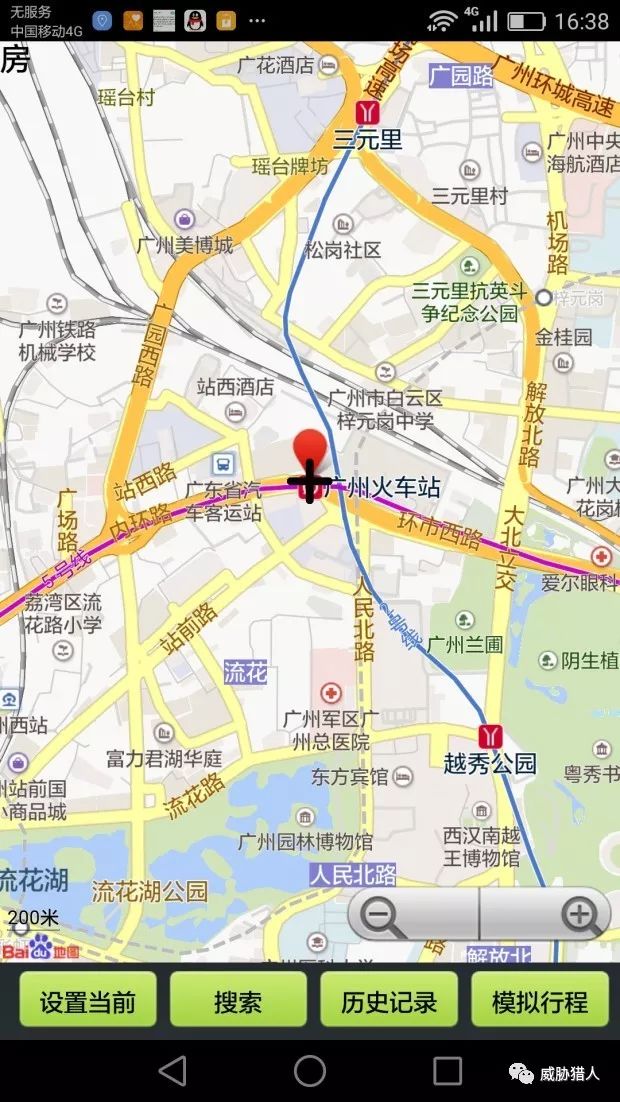 无服务
中国移动4G
4G
16:38
房
广花酒店
广园路
广州环城高速
场高速
瑶台村
三元里
广州中央
海航酒店
瑶台牌坊
三元里村
广州美博城
松岗社区
机场路
三元里抗英斗
争纪念公园
梓元岗
广州铁路
机械学校
广园西路
金桂园
站西酒店
广州市白云区
梓元岗中学
解放北路
站西路
广东省汽
车客运站
广州火车站
广州大
花岗
广场路
内环路
环市西路
大北立交
5号线
爱尔眼科
荔湾区流
花路小学
站前路
人民北路
2号线
广州兰圃
阴生植
流花
州西站
广州军区广
州总医院
越秀公园
富力君湖华庭
东方宾馆
粤秀书
州站前国
小商品城
流花路
广州园林博物馆
西汉南越
王博物馆
流花湖
流花湖公园
人民北路
200米
Bai du 地图
路
解放北
设置当前
搜索
历史记录
模拟行程
威胁猎人